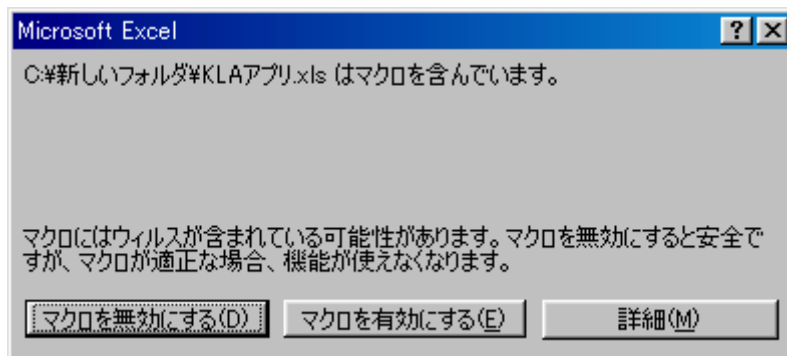 Microsoft Excel
C:¥新しいフォルダ¥KLAアプリ.xls はマクロを含んでいます。
マクロにはウィルスが含まれている可能性があります。マクロを無効にすると安全で
すが、マクロが適正な場合、機能が使えなくなります。
マクロを無効にする(D) マクロを有効にする(E) 詳細(M)